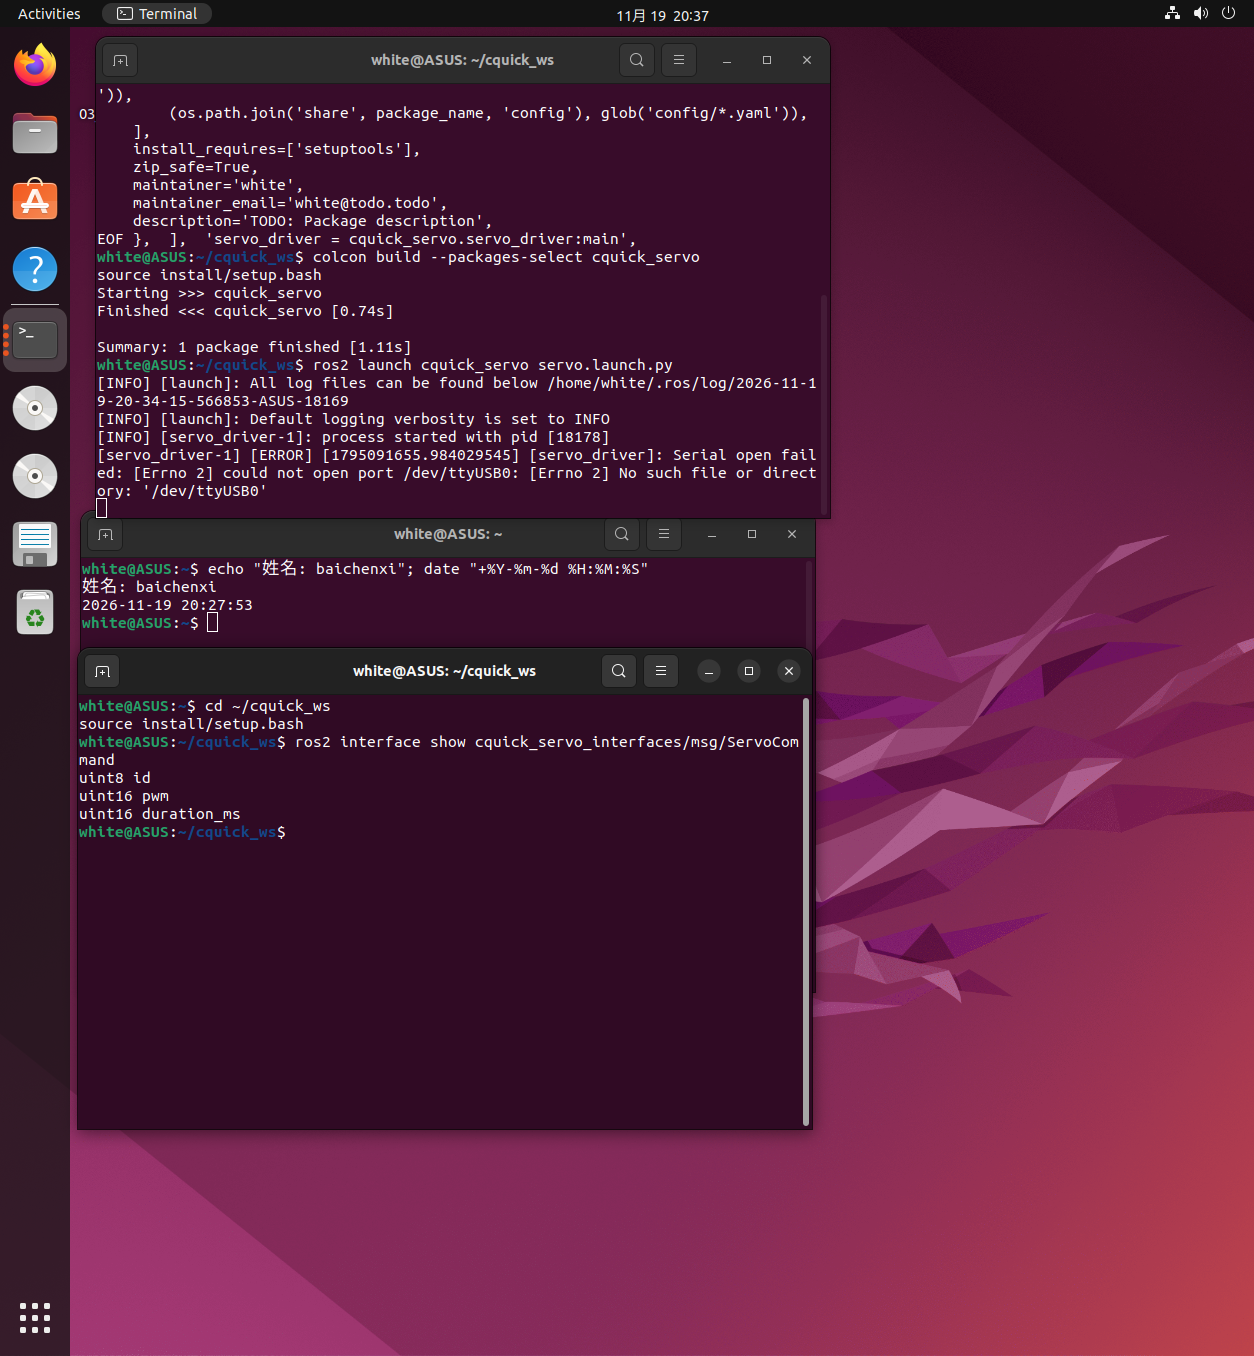 Activities
Terminal
11月 19 20:37
white@ASUS: ~/cquick_ws
')),
03
        (os.path.join('share', package_name, 'config'), glob('config/*.yaml')),
    ],
    install_requires=['setuptools'],
    zip_safe=True,
    maintainer='white',
    maintainer_email='white@todo.todo',
    description='TODO: Package description',
EOF },  ],  'servo_driver = cquick_servo.servo_driver:main',
white@ASUS:~/cquick_ws$ colcon build --packages-select cquick_servo
source install/setup.bash
Starting >>> cquick_servo
Finished <<< cquick_servo [0.74s]
Summary: 1 package finished [1.11s]
white@ASUS:~/cquick_ws$ ros2 launch cquick_servo servo.launch.py
[INFO] [launch]: All log files can be found below /home/white/.ros/log/2026-11-1
9-20-34-15-566853-ASUS-18169
[INFO] [launch]: Default logging verbosity is set to INFO
[INFO] [servo_driver-1]: process started with pid [18178]
[servo_driver-1] [ERROR] [1795091655.984029545] [servo_driver]: Serial open fail
ed: [Errno 2] could not open port /dev/ttyUSB0: [Errno 2] No such file or direct
ory: '/dev/ttyUSB0'
white@ASUS: ~
white@ASUS:~$ echo "姓名: baichenxi"; date "+%Y-%m-%d %H:%M:%S"
姓名: baichenxi
2026-11-19 20:27:53
white@ASUS:~$
white@ASUS: ~/cquick_ws
white@ASUS:~$ cd ~/cquick_ws
source install/setup.bash
white@ASUS:~/cquick_ws$ ros2 interface show cquick_servo_interfaces/msg/ServoCom
mand
uint8 id
uint16 pwm
uint16 duration_ms
white@ASUS:~/cquick_ws$